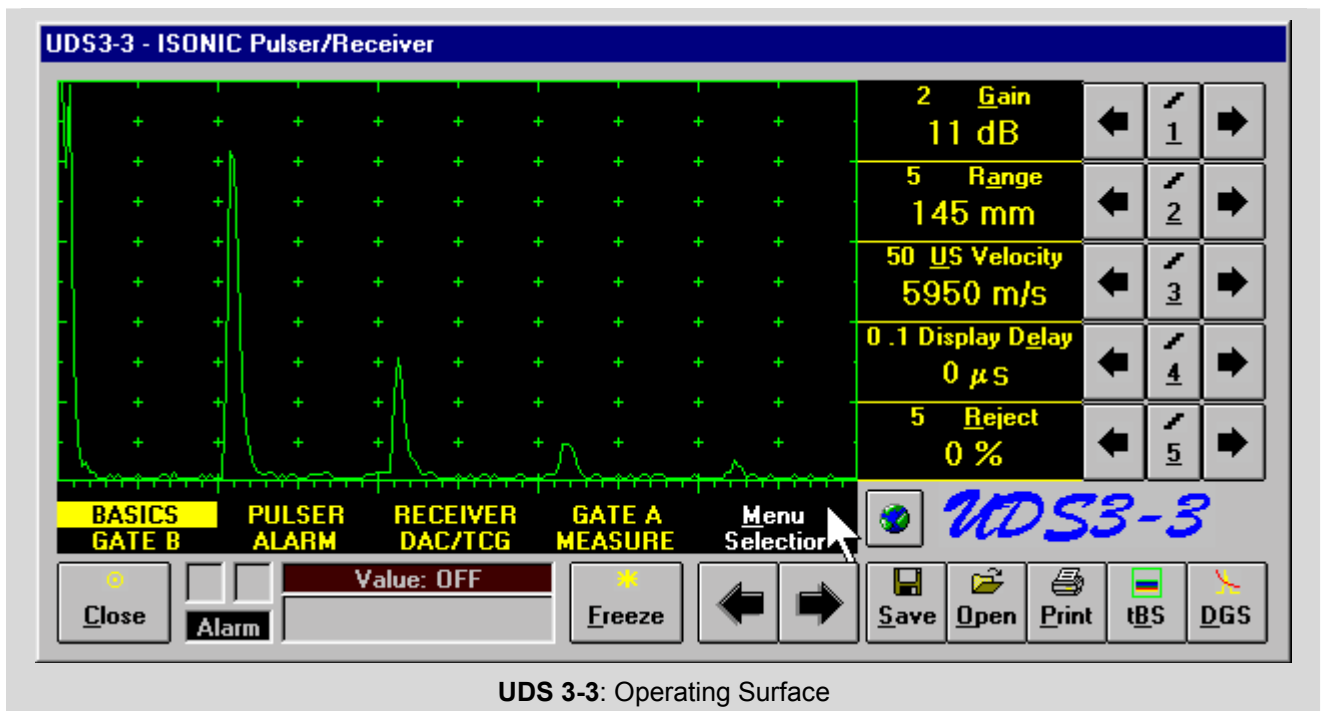 UDS3-3 - ISONIC Pulser/Receiver
2 Gain
11 dB
1
5 Range
145 mm
2
50 US Velocity
5950 m/s
3
0 .1 Display Delay
0 µs
4
5 Reject
0 %
5
BASICS PULSER RECEIVER GATE A Menu
GATE B ALARM DAC/TCG MEASURE Selection
UDS3-3
Close
Alarm
Value: OFF
Freeze
Save Open Print tBS DGS
UDS 3-3: Operating Surface